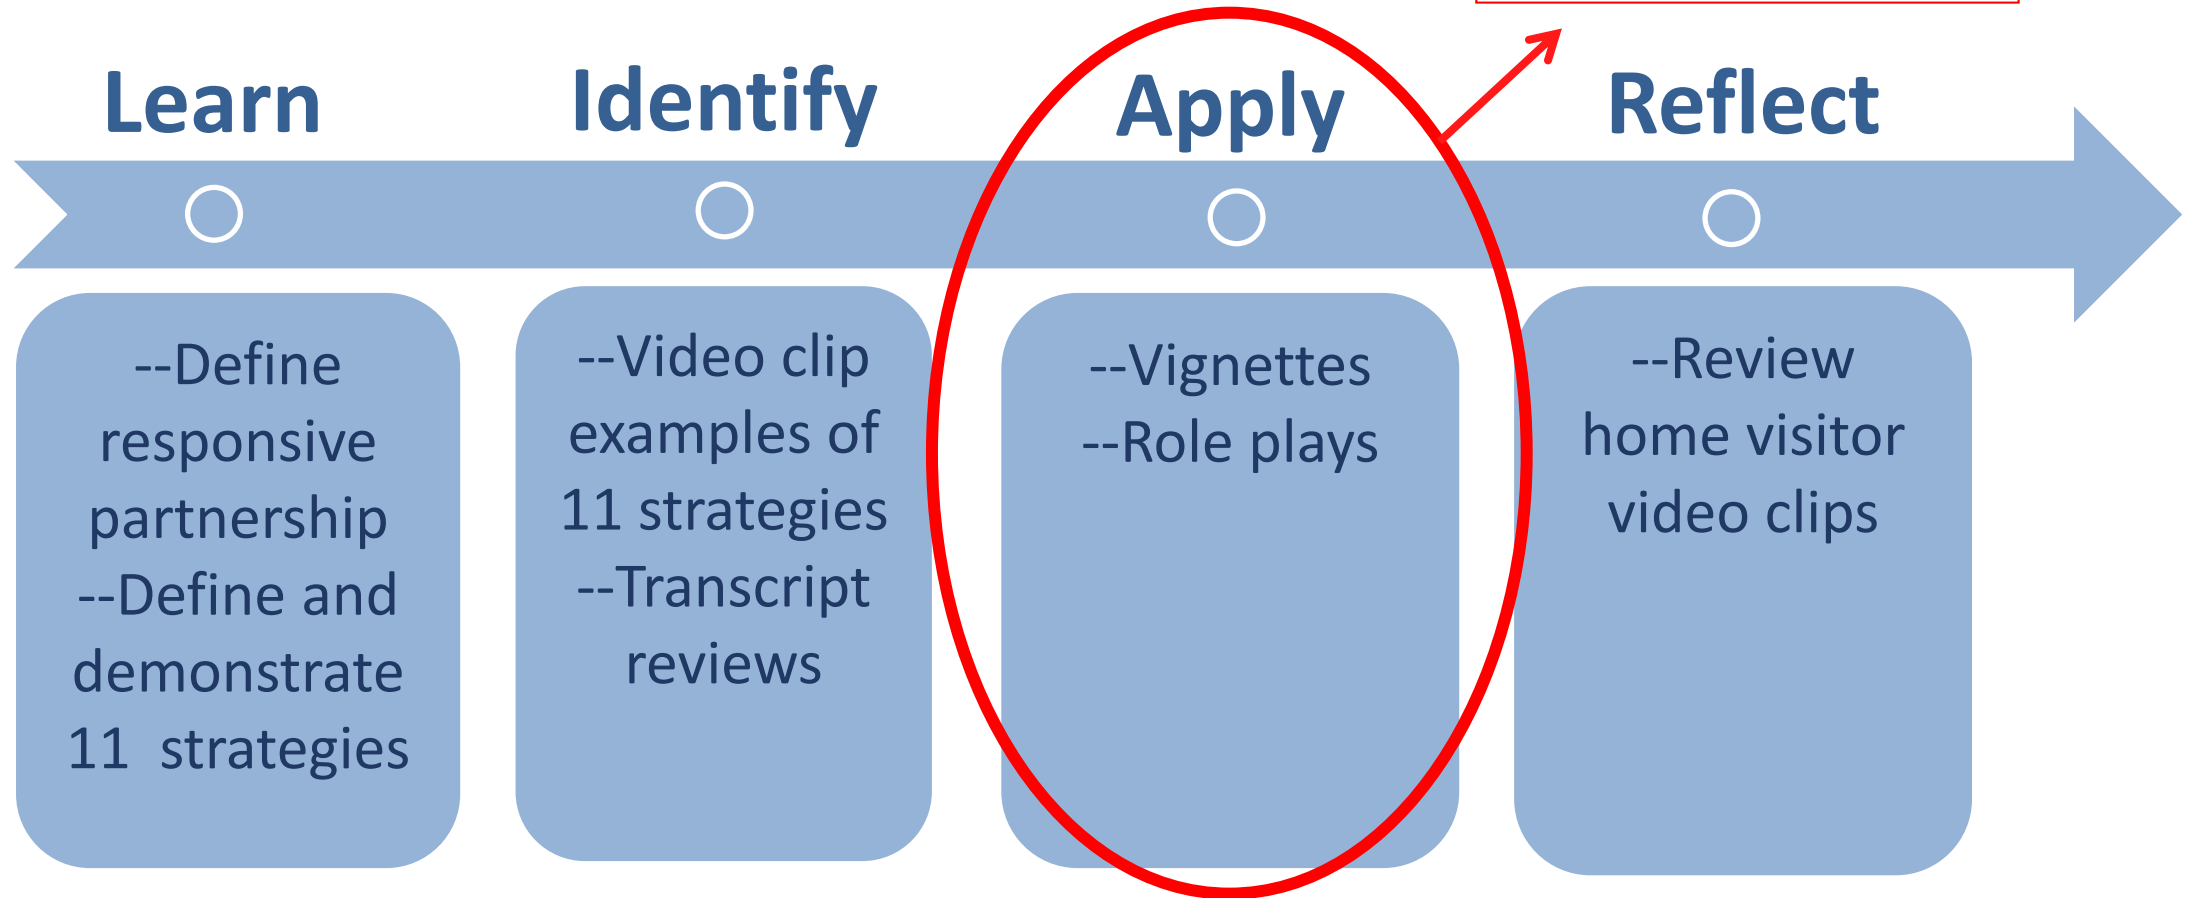 Learn
--Define
responsive
partnership
--Define and
demonstrate
11  strategies
Identify
--Video clip
examples of
11 strategies
--Transcript
reviews
Apply
--Vignettes
--Role plays
Reflect
--Review
home visitor
video clips